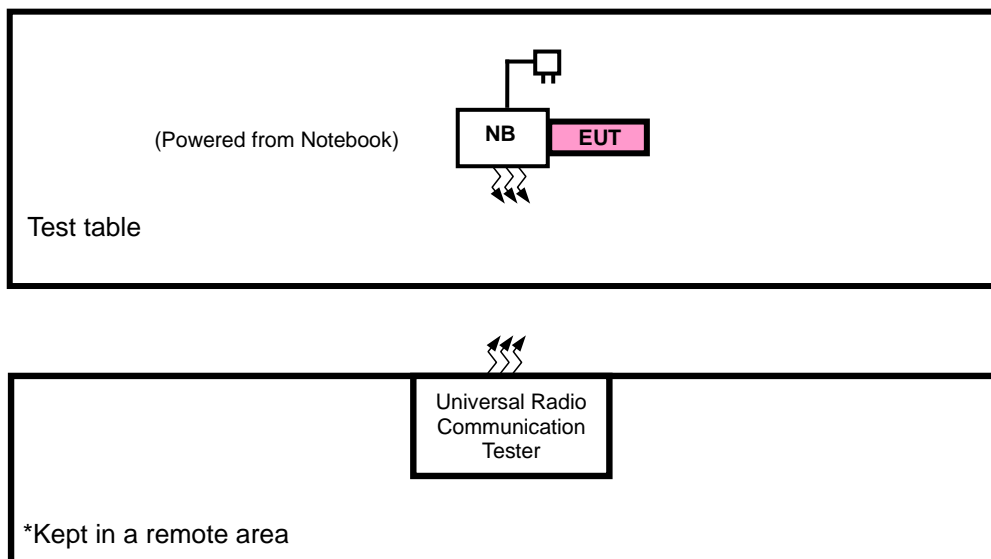 (Powered from Notebook)
NB
EUT
Test table
Universal Radio
Communication
Tester
*Kept in a remote area